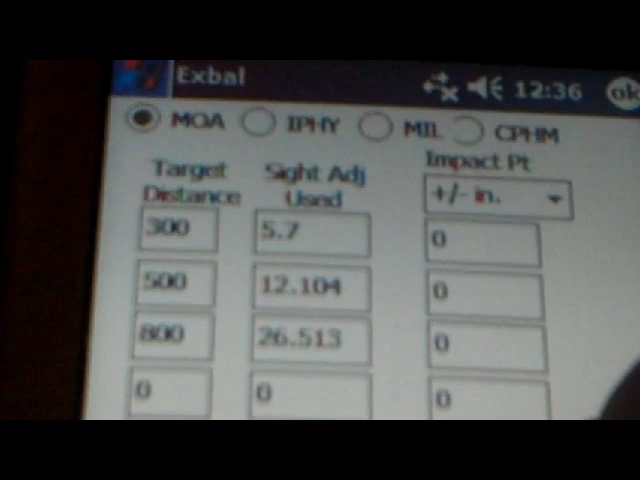 Exbal 12:36 ok
MOA IPHY MIL CPHM
Target Distance Sight Adj Used Impact Pt
+/- in.
300 5.7 0
500 12.104 0
800 26.513 0
0 0 0